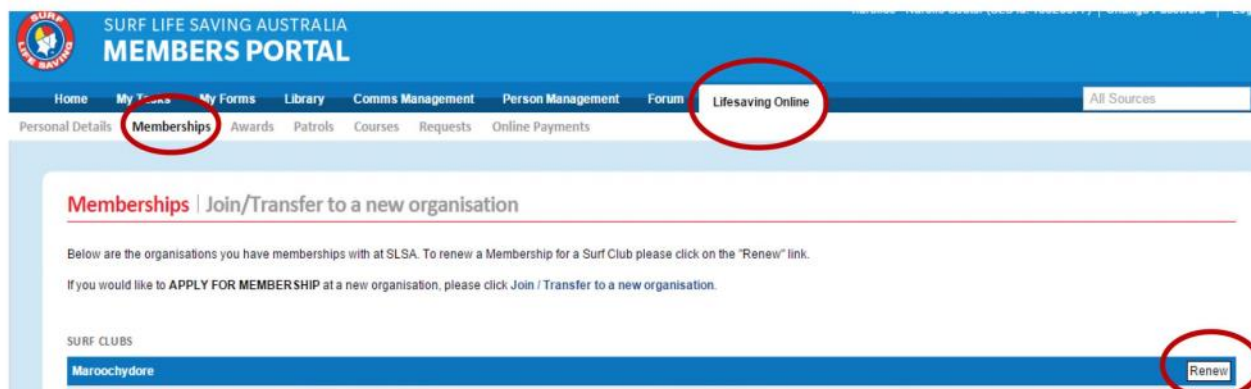 SURF
LIFE SAVING
SURF LIFE SAVING AUSTRALIA
MEMBERS PORTAL
Home My Tasks My Forms Library Comms Management Person Management Forum Lifesaving Online All Sources
Personal Details Memberships Awards Patrols Courses Requests Online Payments
Memberships | Join/Transfer to a new organisation
Below are the organisations you have memberships with at SLSA. To renew a Membership for a Surf Club please click on the "Renew" link.
If you would like to APPLY FOR MEMBERSHIP at a new organisation, please click Join / Transfer to a new organisation.
SURF CLUBS
Maroochydore Renew